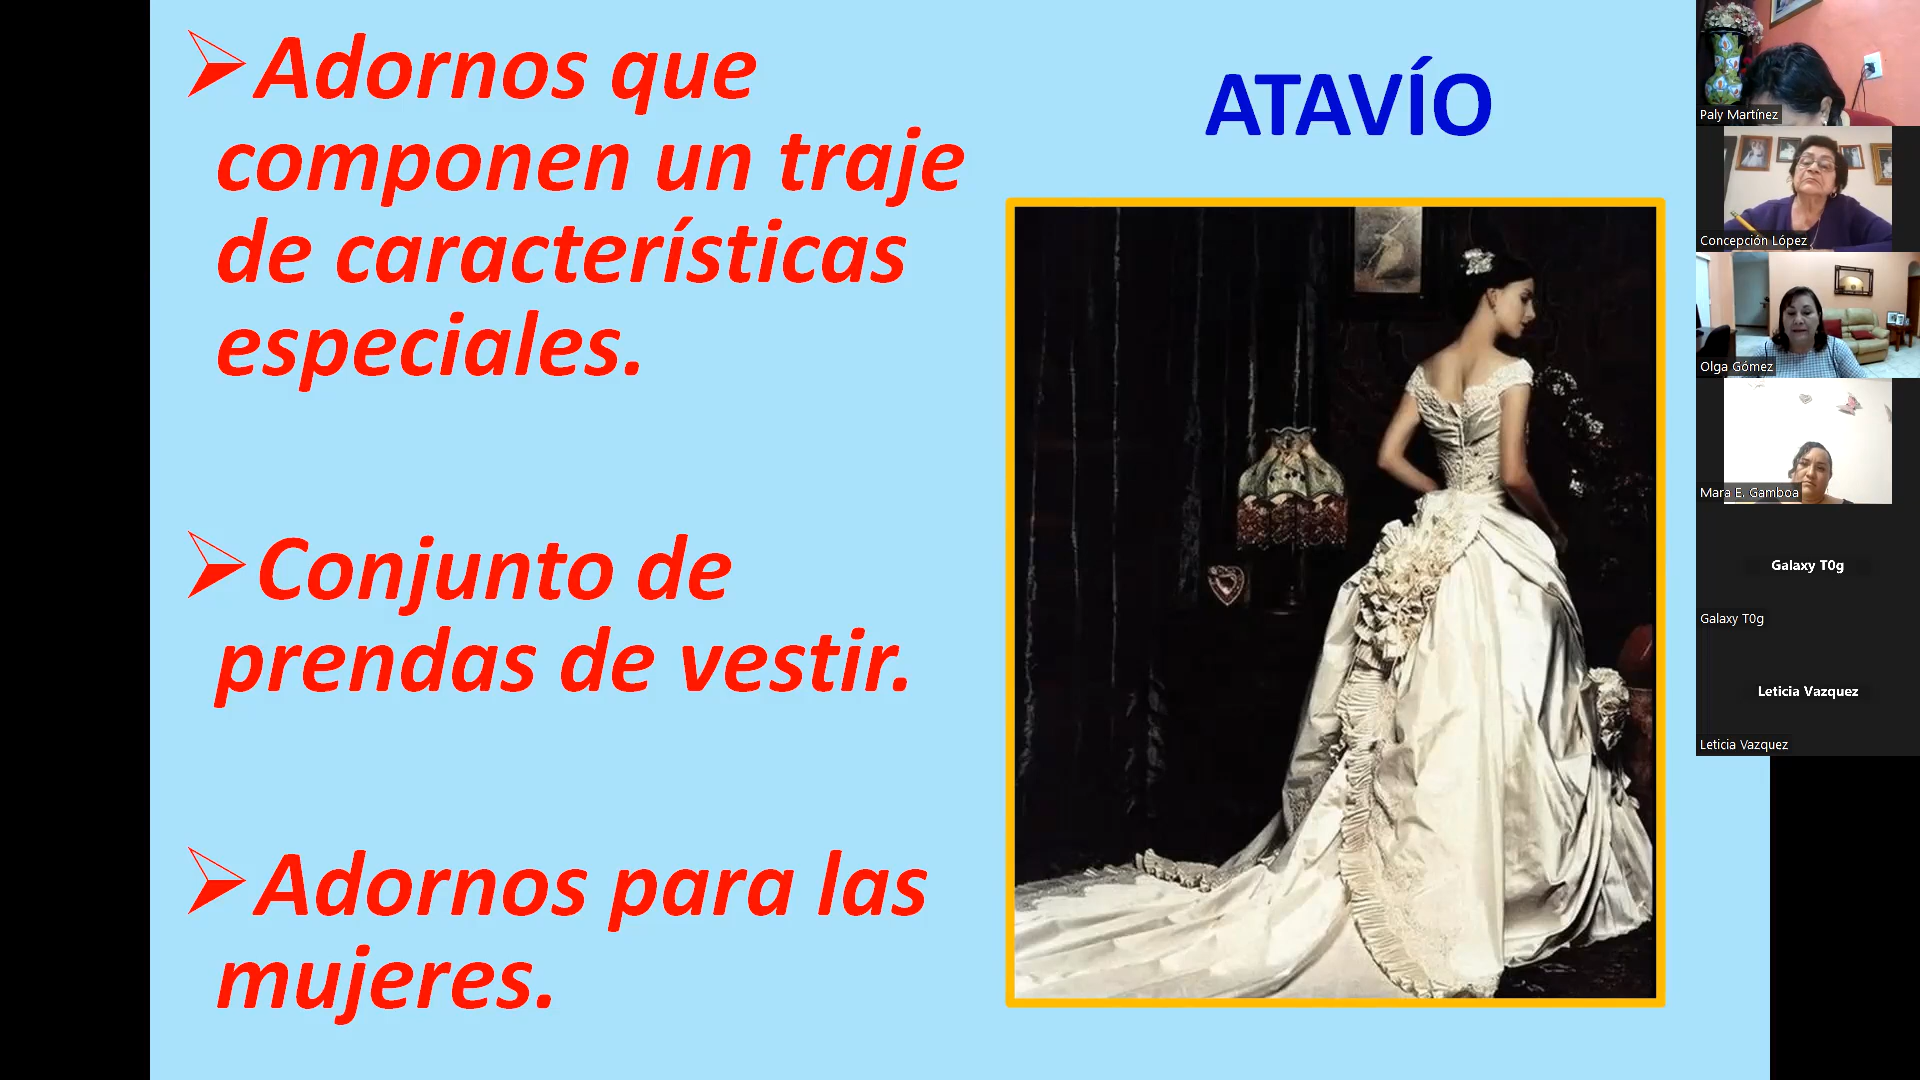 Adornos que
componen un traje
de características
especiales.
Conjunto de
prendas de vestir.
Adornos para las
mujeres.
ATAVÍO
Paly Martínez
Concepción López
Olga Gómez
Mara E. Gamboa
Galaxy T0g
Galaxy T0g
Leticia Vazquez
Leticia Vazquez